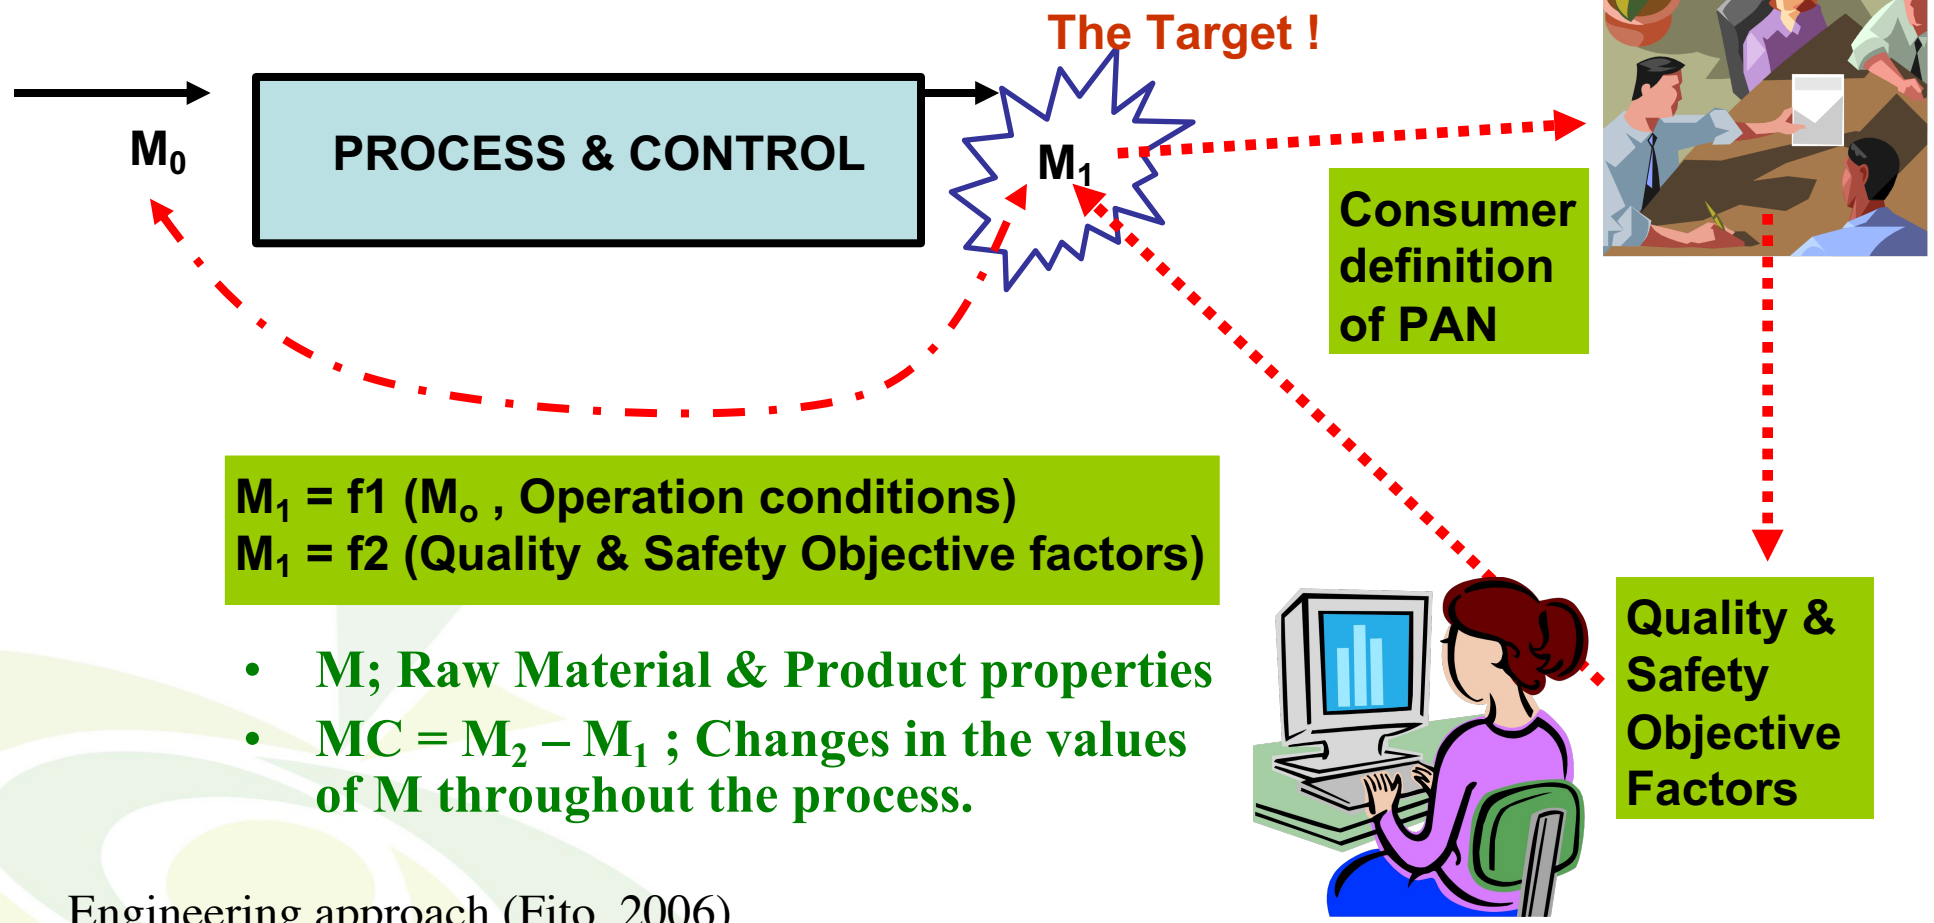 The Target !
M₀
PROCESS & CONTROL
M₁
Consumer
definition
of PAN
M₁ = f1 (Mₒ , Operation conditions)
M₁ = f2 (Quality & Safety Objective factors)
• M; Raw Material & Product properties
• MC = M₂ – M₁ ; Changes in the values
of M throughout the process.
Quality &
Safety
Objective
Factors
Engineering approach (Fito, 2006)